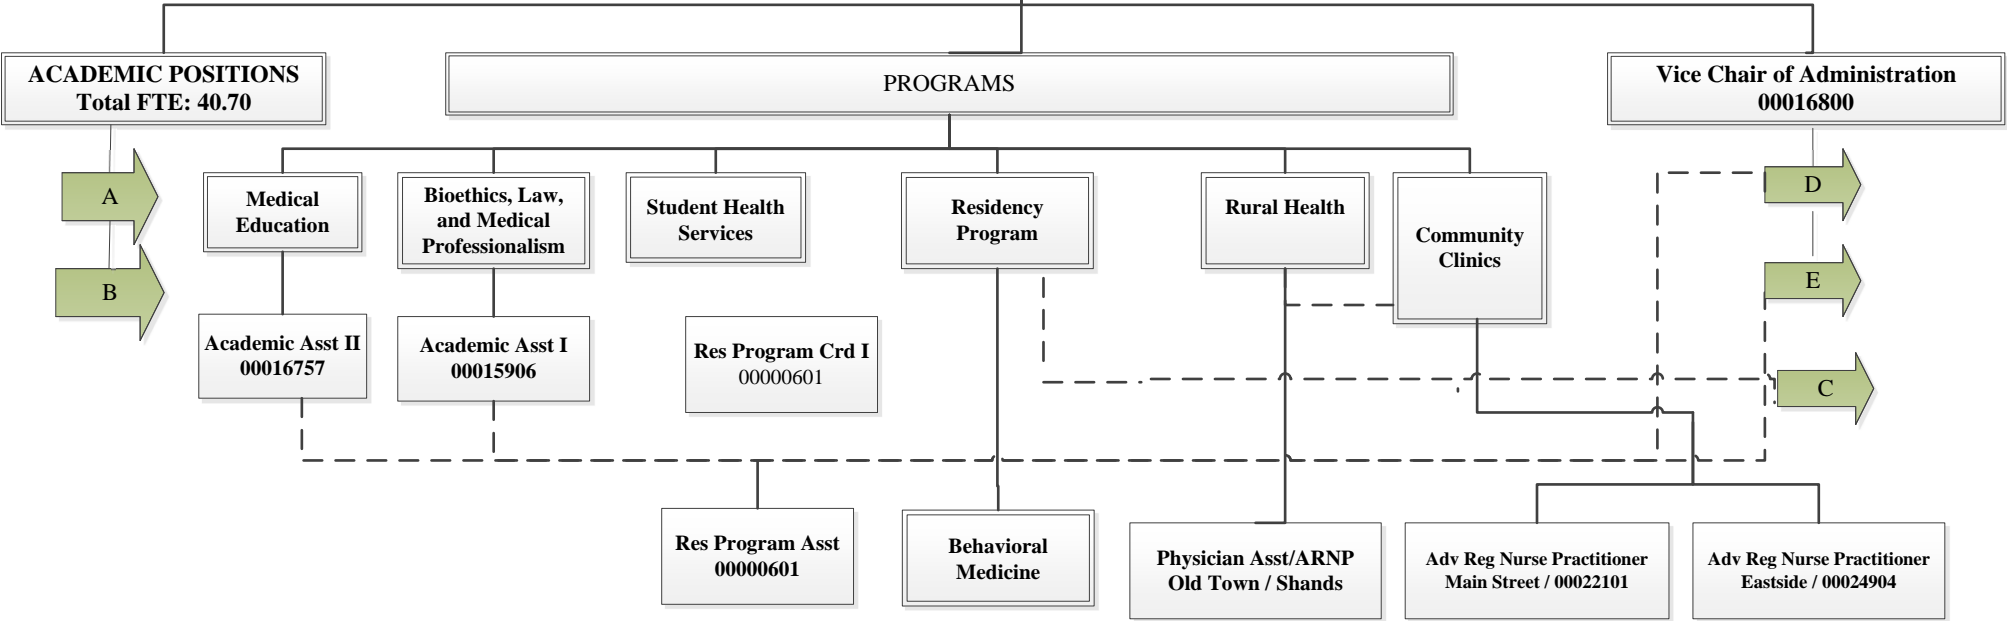 ACADEMIC POSITIONS
Total FTE: 40.70
PROGRAMS
Vice Chair of Administration
00016800
A
B
Medical
Education
Bioethics, Law,
and Medical
Professionalism
Student Health
Services
Residency
Program
Rural Health
Community
Clinics
D
E
C
Academic Asst II
00016757
Academic Asst I
00015906
Res Program Crd I
00000601
Res Program Asst
00000601
Behavioral
Medicine
Physician Asst/ARNP
Old Town / Shands
Adv Reg Nurse Practitioner
Main Street / 00022101
Adv Reg Nurse Practitioner
Eastside / 00024904